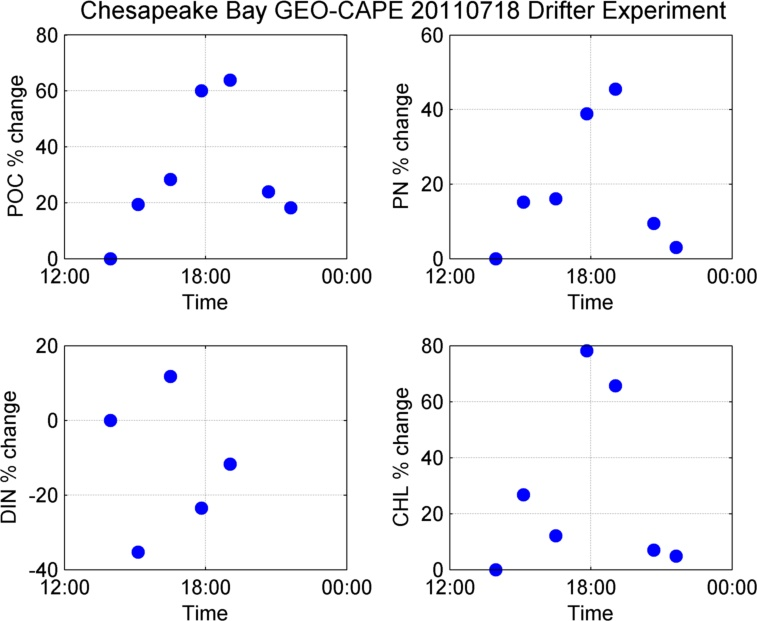 Chesapeake Bay GEO-CAPE 20110718 Drifter Experiment
POC % change
80
60
40
20
0
12:00 18:00 00:00
Time
PN % change
60
40
20
0
12:00 18:00 00:00
Time
DIN % change
20
0
-20
-40
12:00 18:00 00:00
Time
CHL % change
80
60
40
20
0
12:00 18:00 00:00
Time